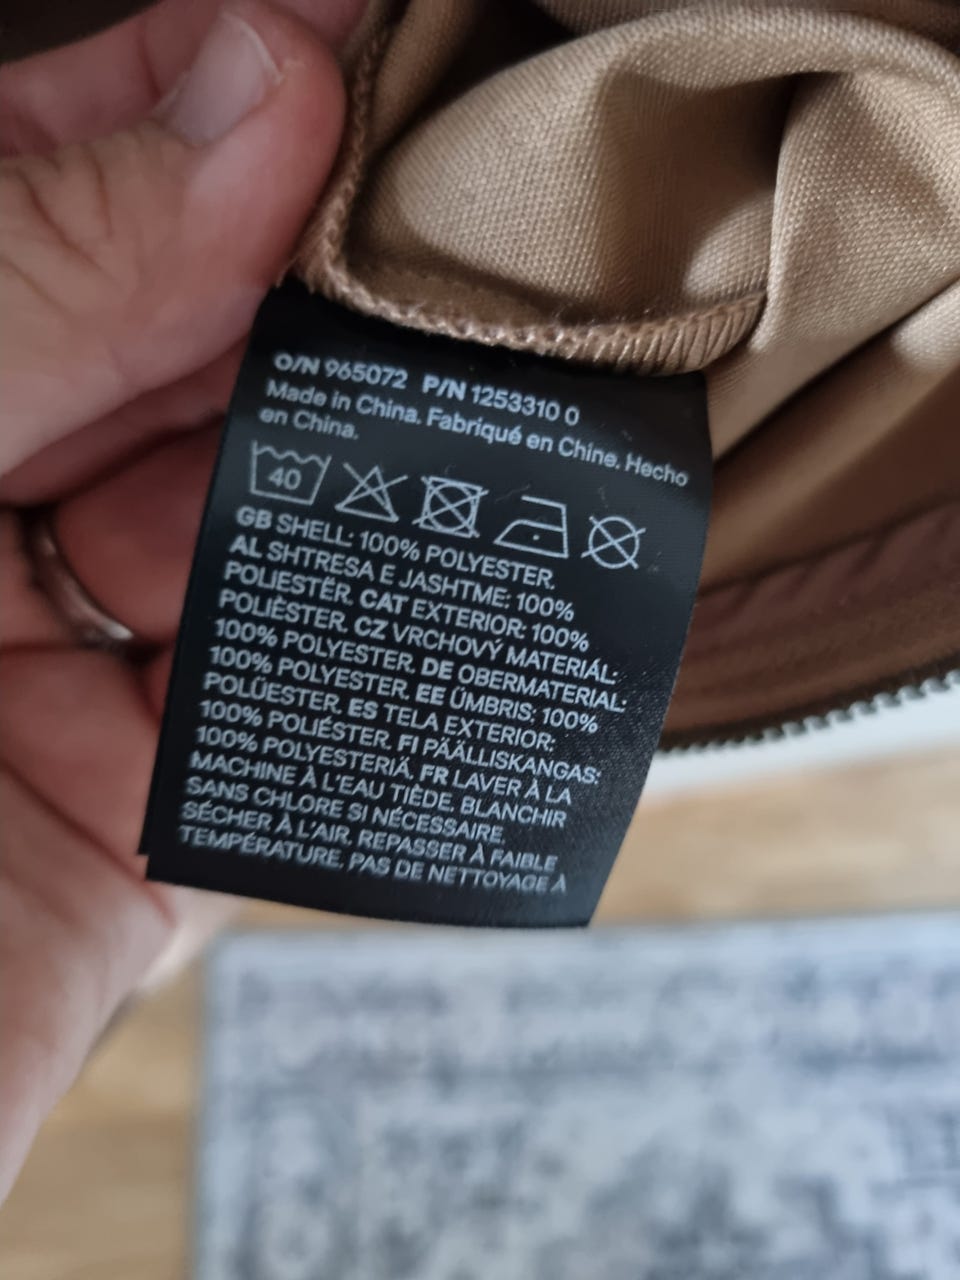 O/N 965072 P/N 1253310 0
Made in China. Fabriqué en Chine. Hecho
en China.
40
GB SHELL: 100% POLYESTER.
AL SHTRESA E JASHTME: 100%
POLIESTËR. CAT EXTERIOR: 100%
POLIÈSTER. CZ VRCHOVÝ MATERIÁL:
100% POLYESTER. DE OBERMATERIAL:
100% POLYESTER. EE ÜMBRIS: 100%
POLÜESTER. ES TELA EXTERIOR:
100% POLIÉSTER. FI PÄÄLLISKANGAS:
100% POLYESTERIÄ. FR LAVER À LA
MACHINE À L'EAU TIÈDE. BLANCHIR
SANS CHLORE SI NÉCESSAIRE.
SÉCHER À L'AIR. REPASSER À FAIBLE
TEMPÉRATURE. PAS DE NETTOYAGE À